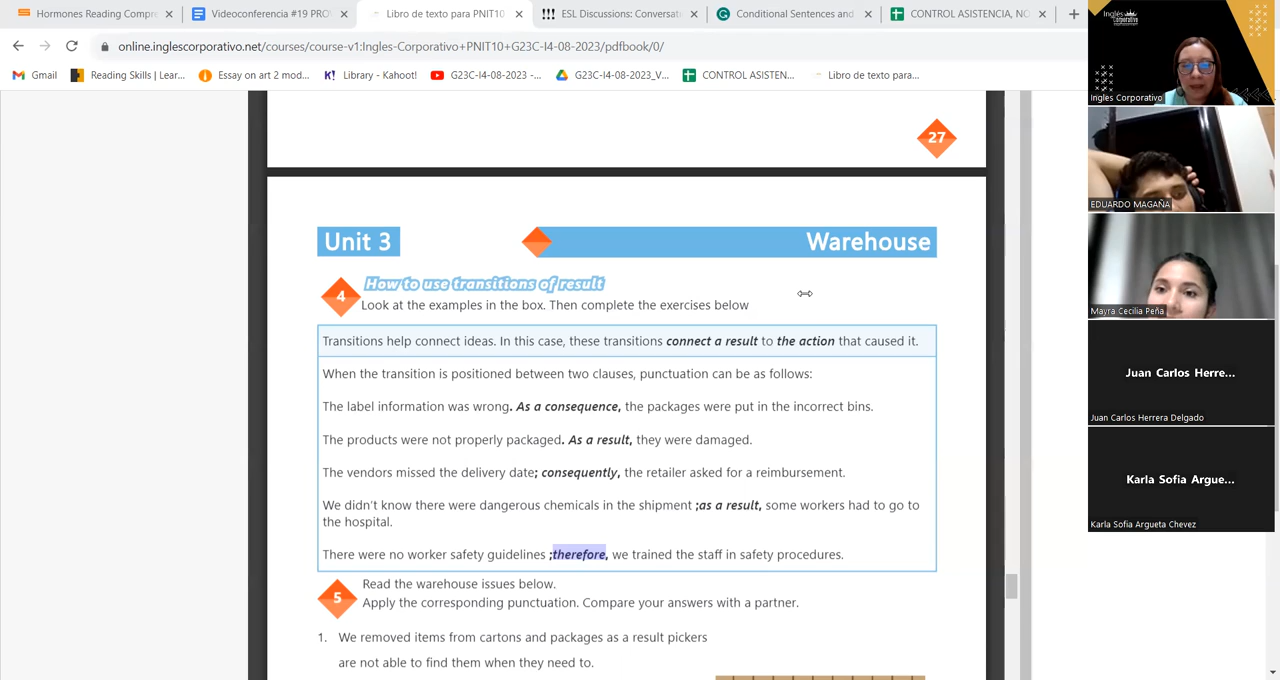 Hormones Reading Compre
Videoconferencia #19 PRO
Libro de texto para PNIT10
ESL Discussions: Conversat
Conditional Sentences and
CONTROL ASISTENCIA, NO
online.inglescorporativo.net/courses/course-v1:Ingles-Corporativo+PNIT10+G23C-I4-08-2023/pdfbook/0/
Gmail
Reading Skills | Lear...
Essay on art 2 mod...
Library - Kahoot!
G23C-I4-08-2023 -...
G23C-I4-08-2023_V...
CONTROL ASISTEN...
Libro de texto para...
27
Unit 3
Warehouse
4
How to use transitions of result
Look at the examples in the box. Then complete the exercises below
Transitions help connect ideas. In this case, these transitions connect a result to the action that caused it.
When the transition is positioned between two clauses, punctuation can be as follows:
The label information was wrong. As a consequence, the packages were put in the incorrect bins.
The products were not properly packaged. As a result, they were damaged.
The vendors missed the delivery date; consequently, the retailer asked for a reimbursement.
We didn't know there were dangerous chemicals in the shipment ;as a result, some workers had to go to
the hospital.
There were no worker safety guidelines ;therefore, we trained the staff in safety procedures.
5
Read the warehouse issues below.
Apply the corresponding punctuation. Compare your answers with a partner.
1. We removed items from cartons and packages as a result pickers
are not able to find them when they need to.
Inglés
Corporativo
Ingles Corporativo
EDUARDO MAGAÑA
Mayra Cecilia Peña
Juan Carlos Herre...
Juan Carlos Herrera Delgado
Karla Sofia Argue...
Karla Sofia Argueta Chevez